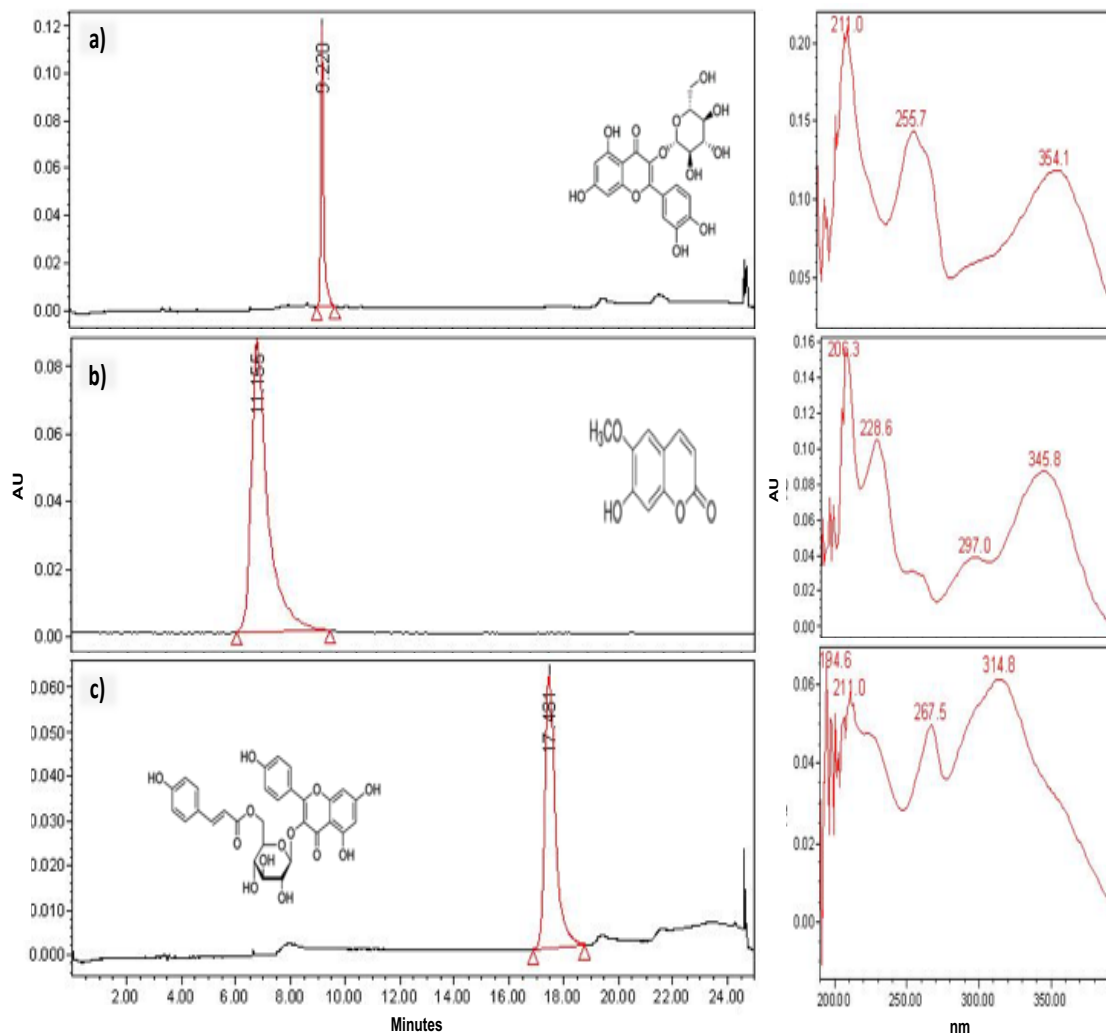 a)
0.12
0.10
0.08
0.06
0.04
0.02
0.00
9.220
OH
OH O
O
O
OH
OH
OH
HO
O
OH
OH
0.20
0.15
0.10
0.05
211.0
255.7
354.1
b)
0.08
0.06
0.04
0.02
0.00
AU
11.155
H₃CO
HO
O
O
0.16
0.14
0.12
0.10
0.08
0.06
0.04
0.02
0.00
AU
206.3
228.6
297.0
345.8
c)
0.060
0.050
0.040
0.030
0.020
0.010
0.000
17.481
HO
HO
O
OH
O
O
O
O
O
OH
OH
HO
HO
OH
0.06
0.04
0.02
0.00
194.6
211.0
267.5
314.8
2.00 4.00 6.00 8.00 10.00 12.00 14.00 16.00 18.00 20.00 22.00 24.00
Minutes
200.00 250.00 300.00 350.00
nm